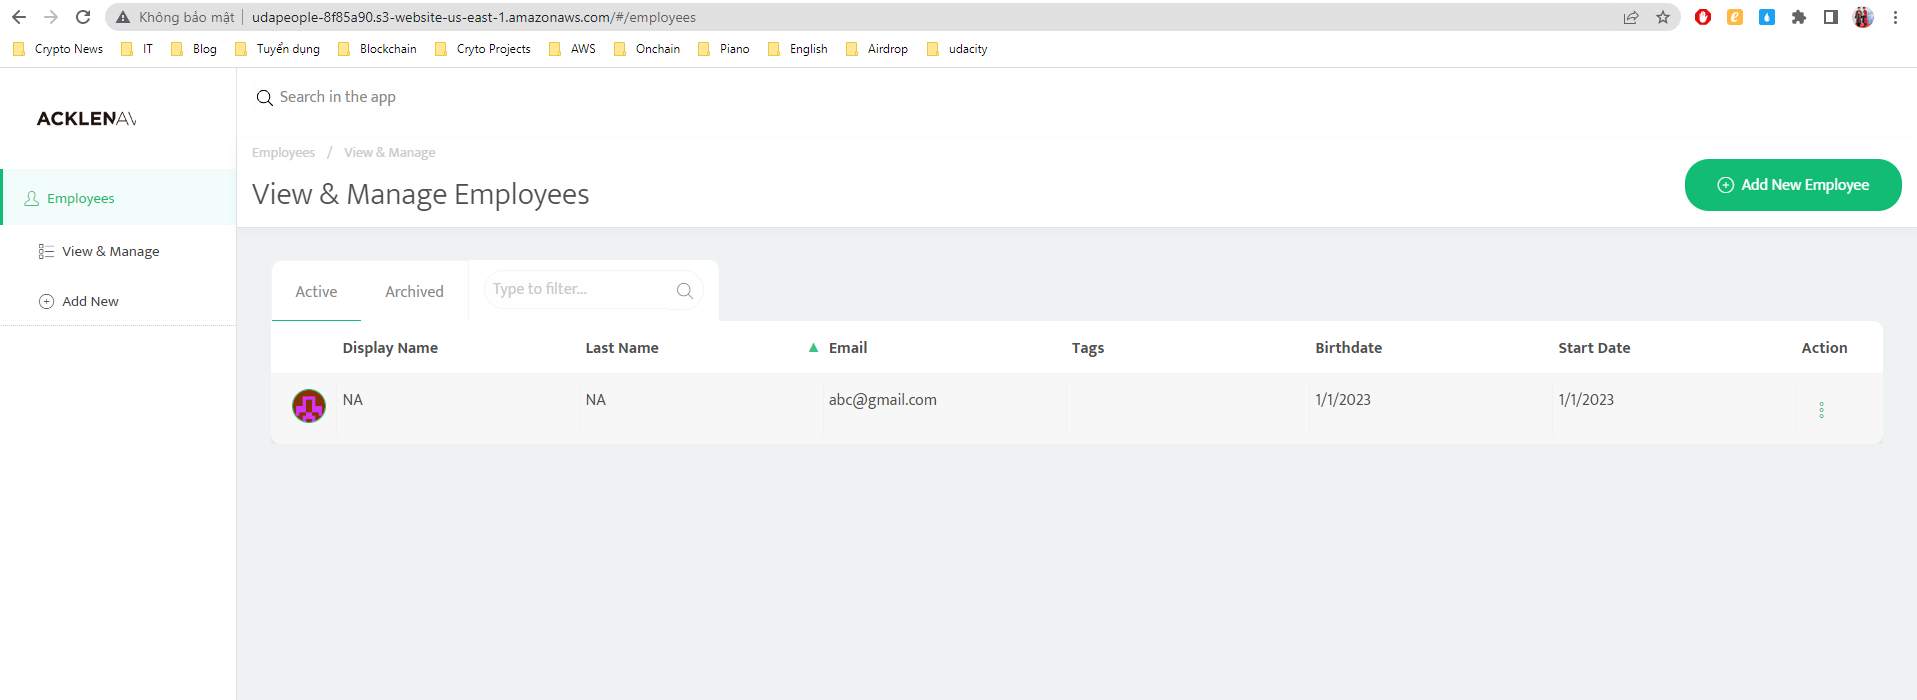 Không bảo mật | udapeople-8f85a90.s3-website-us-east-1.amazonaws.com/#/employees
Crypto News IT Blog Tuyển dụng Blockchain Cryto Projects AWS Onchain Piano English Airdrop udacity
ACKLENAV
Search in the app
Employees / View & Manage
View & Manage Employees
Add New Employee
Employees
View & Manage
Add New
Active Archived Type to filter...
Display Name Last Name Email Tags Birthdate Start Date Action
NA NA abc@gmail.com 1/1/2023 1/1/2023